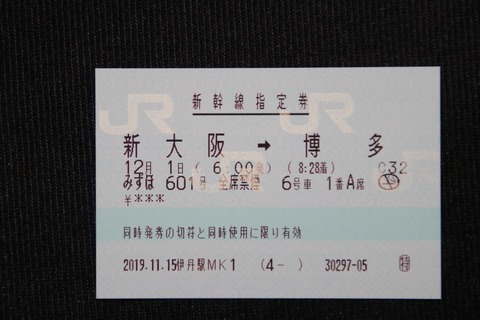 新幹線指定券
新大阪 → 博多
12月 1日 ( 6:00発) (8:28着) C32
みずほ 601号 全席禁煙 6号車 1番A席
¥***
同時発券の切符と同時使用に限り有効
2019.11.15伊丹駅MK1 (4- ) 30297-05 特